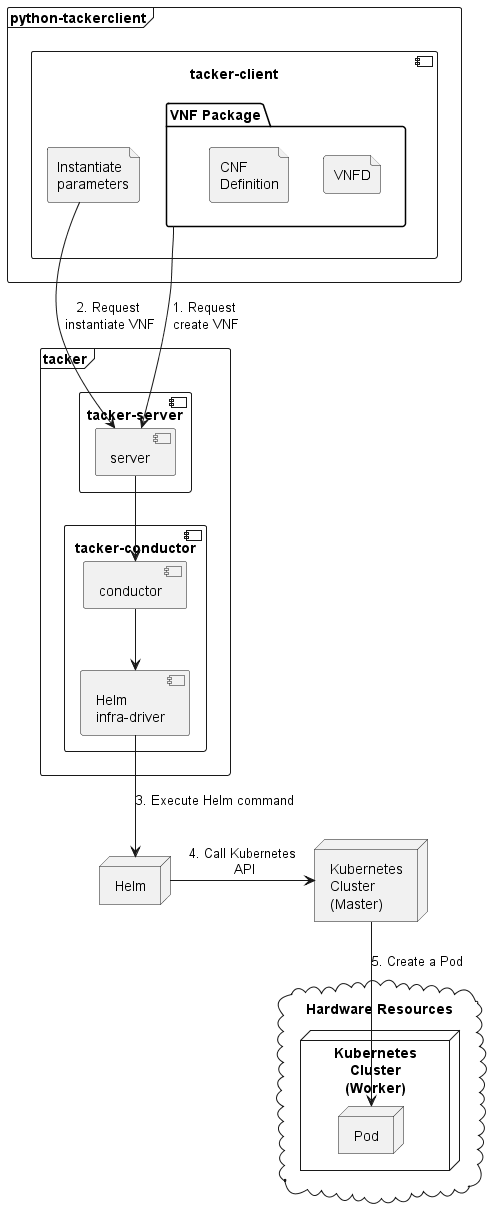 python-tackerclient
tacker-client
VNF Package
Instantiate
parameters
CNF
Definition
VNFD
2. Request
instantiate VNF
1. Request
create VNF
tacker
tacker-server
server
tacker-conductor
conductor
Helm
infra-driver
3. Execute Helm command
Helm
4. Call Kubernetes
API
Kubernetes
Cluster
(Master)
5. Create a Pod
Hardware Resources
Kubernetes
Cluster
(Worker)
Pod